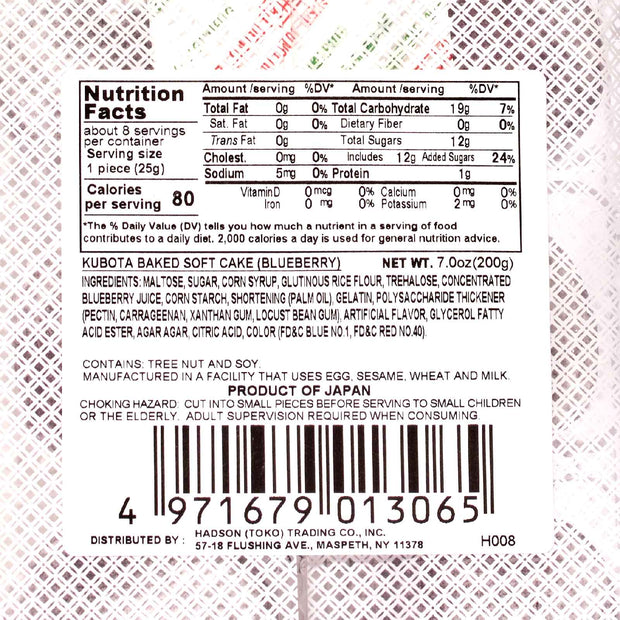 Nutrition
Facts
about 8 servings
per container
Serving size
1 piece (25g)
Calories
per serving 80
Amount /serving %DV* Amount /serving %DV*
Total Fat 0g 0% Total Carbohydrate 19g 7%
Sat. Fat 0g 0% Dietary Fiber 0g 0%
Trans Fat 0g Total Sugars 12g
Cholest. 0mg 0% Includes 12g Added Sugars 24%
Sodium 5mg 0% Protein 1g
Vitamin D 0 mcg 0% Calcium 0 mg 0%
Iron 0 mg 0% Potassium 2 mg 0%
*The % Daily Value (DV) tells you how much a nutrient in a serving of food
contributes to a daily diet. 2,000 calories a day is used for general nutrition advice.
KUBOTA BAKED SOFT CAKE (BLUEBERRY) NET WT. 7.0oz(200g)
INGREDIENTS: MALTOSE, SUGAR, CORN SYRUP, GLUTINOUS RICE FLOUR, TREHALOSE, CONCENTRATED
BLUEBERRY JUICE, CORN STARCH, SHORTENING (PALM OIL), GELATIN, POLYSACCHARIDE THICKENER
(PECTIN, CARRAGEENAN, XANTHAN GUM, LOCUST BEAN GUM), ARTIFICIAL FLAVOR, GLYCEROL FATTY
ACID ESTER, AGAR AGAR, CITRIC ACID, COLOR (FD&C BLUE NO.1, FD&C RED NO.40).
CONTAINS: TREE NUT AND SOY.
MANUFACTURED IN A FACILITY THAT USES EGG, SESAME, WHEAT AND MILK.
PRODUCT OF JAPAN
CHOKING HAZARD: CUT INTO SMALL PIECES BEFORE SERVING TO SMALL CHILDREN
OR THE ELDERLY. ADULT SUPERVISION REQUIRED WHEN CONSUMING.
4 971679 013065
DISTRIBUTED BY: HADSON (TOKO) TRADING CO., INC.
57-18 FLUSHING AVE., MASPETH, NY 11378
H008